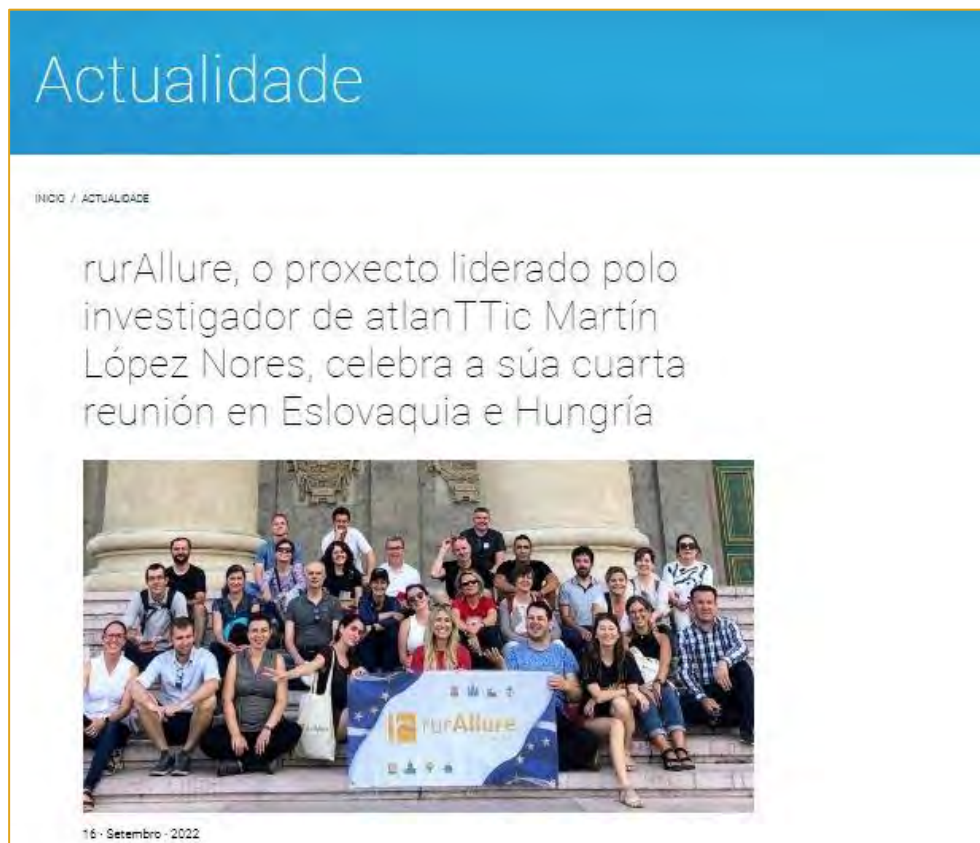 Actualidade
INICIO / ACTUALIDADE
rurAllure, o proxecto liderado polo
investigador de atlanTTic Martín
López Nores, celebra a súa cuarta
reunión en Eslovaquia e Hungría
rurAllure
16 · Setembro · 2022